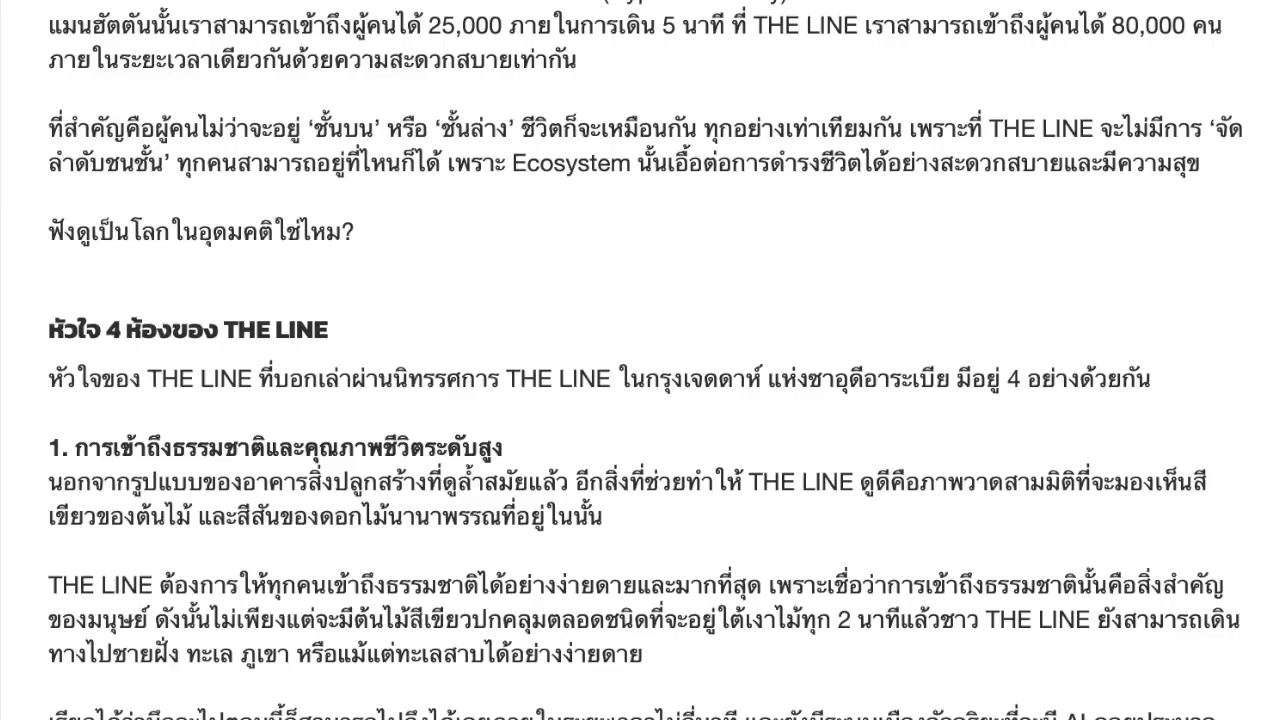 แมนฮัตตันนั้นเราสามารถเข้าถึงผู้คนได้ 25,000 ภายในการเดิน 5 นาที ที่ THE LINE เราสามารถเข้าถึงผู้คนได้ 80,000 คน
ภายในระยะเวลาเดียวกันด้วยความสะดวกสบายเท่ากัน
ที่สำคัญคือผู้คนไม่ว่าจะอยู่ ‘ชั้นบน’ หรือ ‘ชั้นล่าง’ ชีวิตก็จะเหมือนกัน ทุกอย่างเท่าเทียมกัน เพราะที่ THE LINE จะไม่มีการ ‘จัด
ลำดับชนชั้น’ ทุกคนสามารถอยู่ที่ไหนก็ได้ เพราะ Ecosystem นั้นเอื้อต่อการดำรงชีวิตได้อย่างสะดวกสบายและมีความสุข
ฟังดูเป็นโลกในอุดมคติใช่ไหม?
หัวใจ 4 ห้องของ THE LINE
หัวใจของ THE LINE ที่บอกเล่าผ่านนิทรรศการ THE LINE ในกรุงเจดดาห์ แห่งซาอุดีอาระเบีย มีอยู่ 4 อย่างด้วยกัน
1. การเข้าถึงธรรมชาติและคุณภาพชีวิตระดับสูง
นอกจากรูปแบบของอาคารสิ่งปลูกสร้างที่ดูล้ำสมัยแล้ว อีกสิ่งที่ช่วยทำให้ THE LINE ดูดีคือภาพวาดสามมิติที่จะมองเห็นสี
เขียวของต้นไม้ และสีสันของดอกไม้นานาพรรณที่อยู่ในนั้น
THE LINE ต้องการให้ทุกคนเข้าถึงธรรมชาติได้อย่างง่ายดายและมากที่สุด เพราะเชื่อว่าการเข้าถึงธรรมชาตินั้นคือสิ่งสำคัญ
ของมนุษย์ ดังนั้นไม่เพียงแต่จะมีต้นไม้สีเขียวปกคลุมตลอดชนิดที่จะอยู่ใต้เงาไม้ทุก 2 นาทีแล้วชาว THE LINE ยังสามารถเดิน
ทางไปชายฝั่ง ทะเล ภูเขา หรือแม้แต่ทะเลสาบได้อย่างง่ายดาย